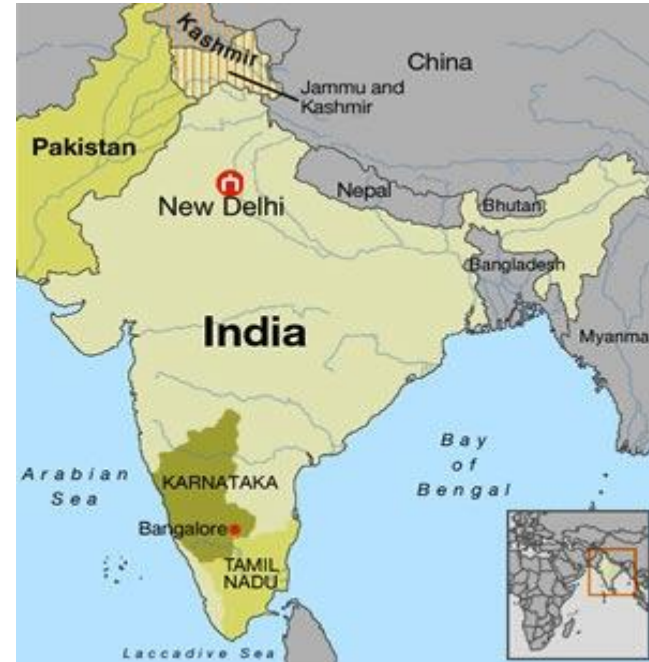 Kashmir
China
Jammu and
Kashmir
Pakistan
New Delhi
Nepal
Bhutan
Bangladesh
Myanma
India
Bay
of
Bengal
Arabian
Sea
KARNATAKA
Bangalore
TAMIL
NADU
Laccadive Sea